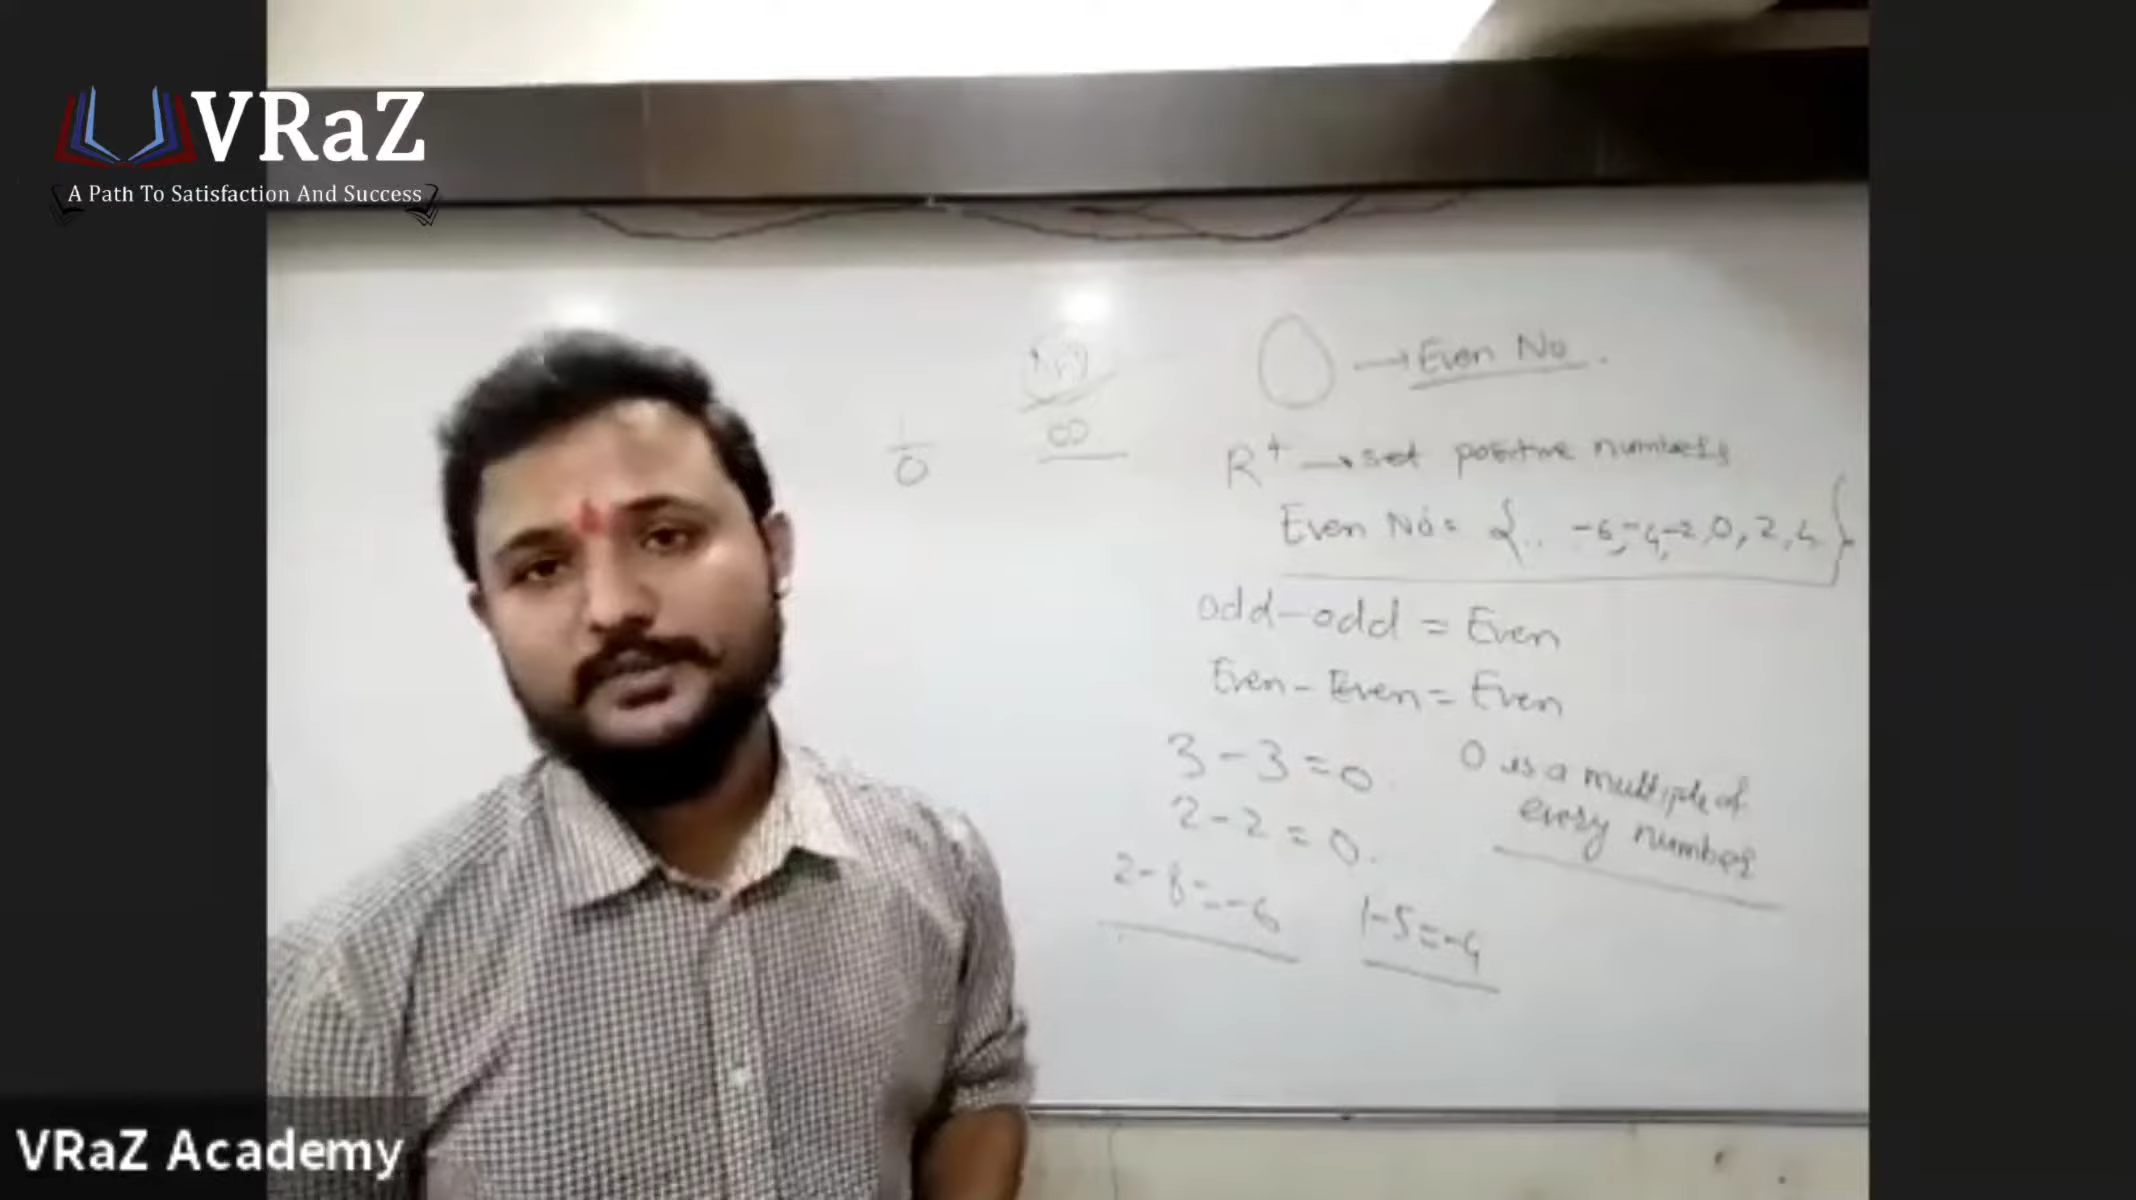 VRaZ
A Path To Satisfaction And Success
0 → Even No.
1/0
∞
R⁺ → set positive numbers
Even No = {.. -6, -4, -2, 0, 2, 4 }
odd - odd = Even
Even - Even = Even
3 - 3 = 0
2 - 2 = 0.
0 is a multiple of
every number
2 - 8 = -6
1 - 5 = -4
VRaZ Academy